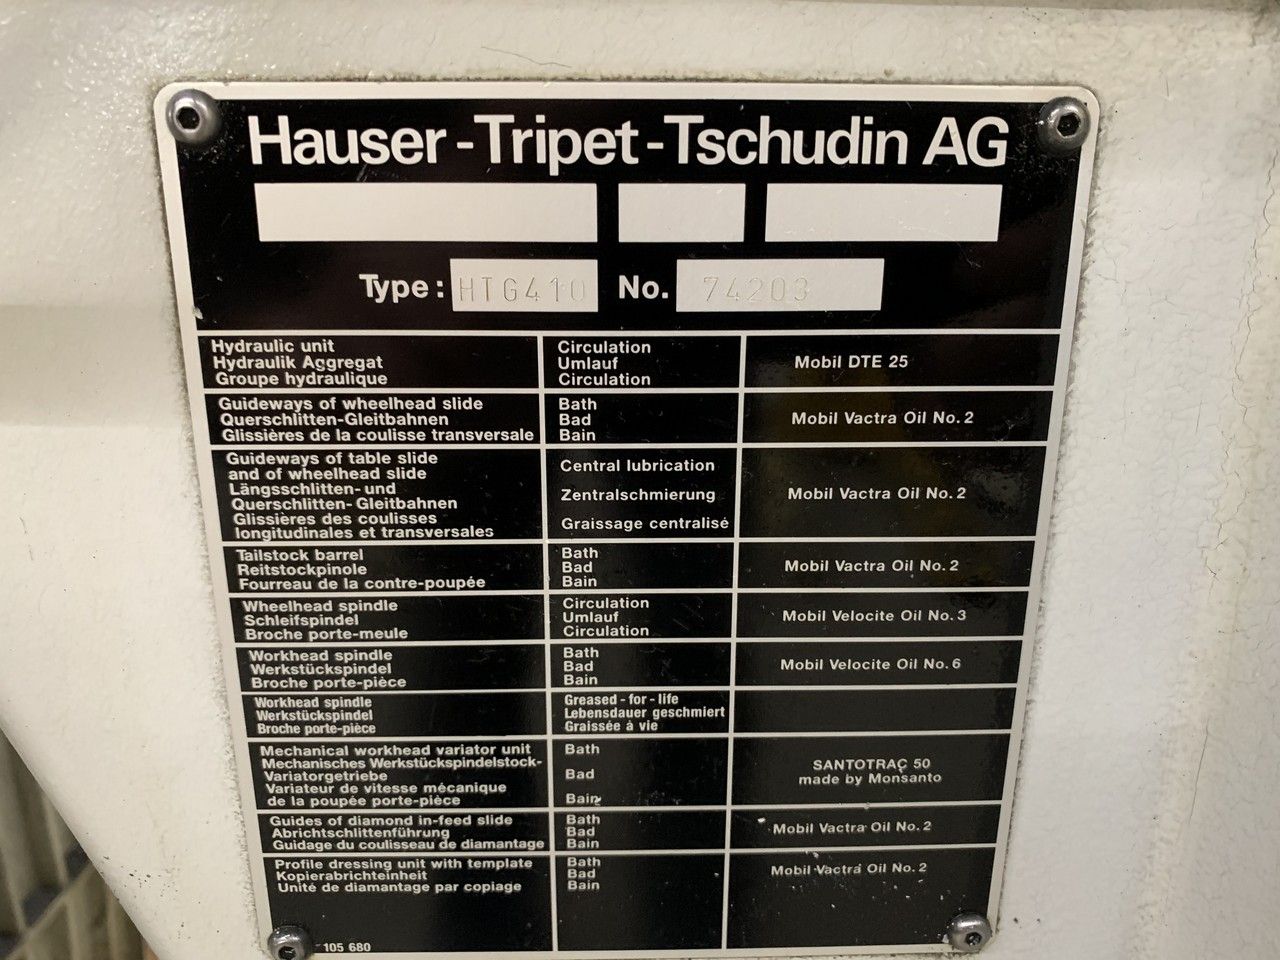 Hauser-Tripet-Tschudin AG
Type: HTG410 No. 74203
Hydraulic unit
Hydraulik Aggregat
Groupe hydraulique
Circulation
Umlauf
Circulation
Mobil DTE 25
Guideways of wheelhead slide
Querschlitten-Gleitbahnen
Glissières de la coulisse transversale
Bath
Bad
Bain
Mobil Vactra Oil No. 2
Guideways of table slide
and of wheelhead slide
Längsschlitten-und
Querschlitten-Gleitbahnen
Glissières des coulisses
longitudinales et transversales
Central lubrication
Zentralschmierung
Graissage centralisé
Mobil Vactra Oil No. 2
Tailstock barrel
Reitstockpinole
Fourreau de la contre-poupée
Bath
Bad
Bain
Mobil Vactra Oil No. 2
Wheelhead spindle
Schleifspindel
Broche porte-meule
Circulation
Umlauf
Circulation
Mobil Velocite Oil No. 3
Workhead spindle
Werkstückspindel
Broche porte-pièce
Bath
Bad
Bain
Mobil Velocite Oil No. 6
Workhead spindle
Werkstückspindel
Broche porte-pièce
Greased-for-life
Lebensdauer geschmiert
Graissée à vie
Mechanical workhead variator unit
Mechanisches Werkstückspindelstock-
Variatorgetriebe
Variateur de vitesse mécanique
de la poupée porte-pièce
Bath
Bad
Bain
SANTOTRAC 50
made by Monsanto
Guides of diamond in-feed slide
Abrichtschlittenführung
Guidage du coulisseau de diamantage
Bath
Bad
Bain
Mobil Vactra Oil No. 2
Profile dressing unit with template
Kopierabrichteinheit
Unité de diamantage par copiage
Bath
Bad
Bain
Mobil Vactra Oil No. 2
105 680